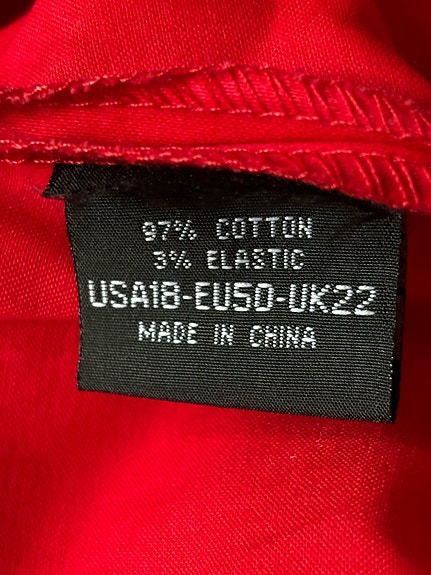 97% COTTON
3% ELASTIC
USA18-EU50-UK22
MADE IN CHINA